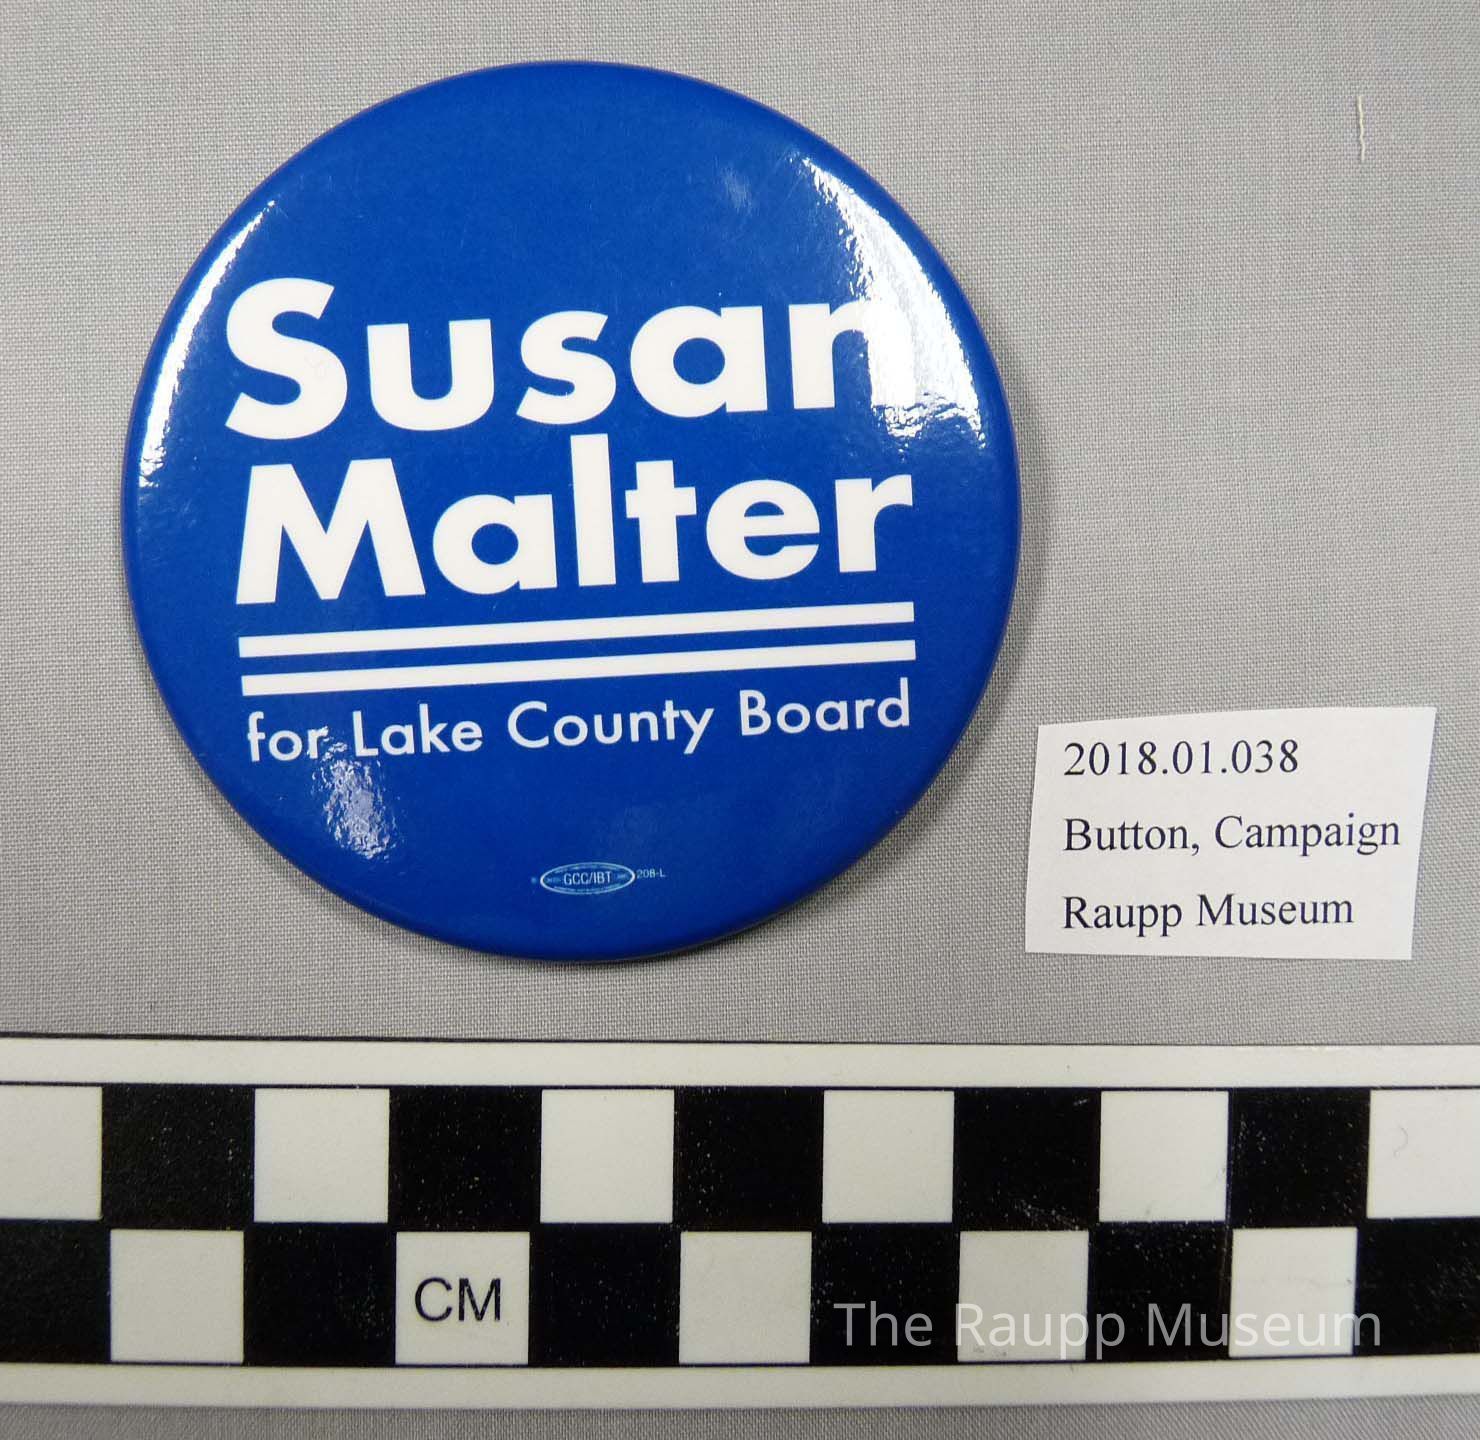 Susan
Malter
for Lake County Board
GCC/IBT 208-L
2018.01.038
Button, Campaign
Raupp Museum
CM
The Raupp Museum